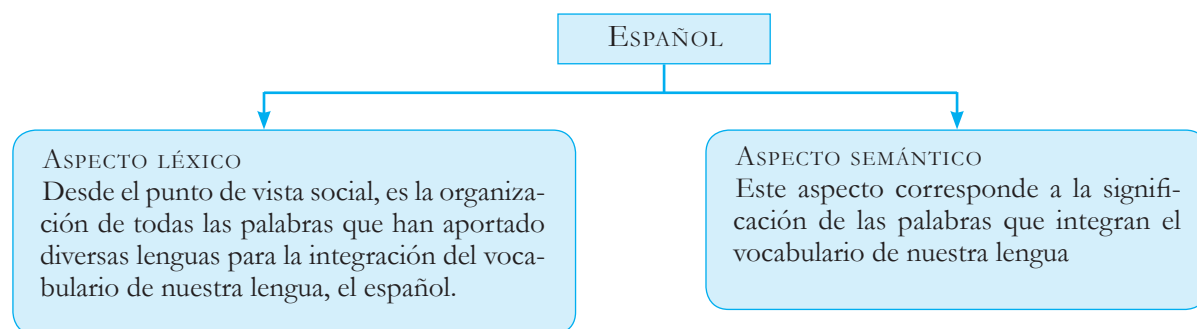 Español
Aspecto léxico
Desde el punto de vista social, es la organiza-
ción de todas las palabras que han aportado
diversas lenguas para la integración del voca-
bulario de nuestra lengua, el español.
Aspecto semántico
Este aspecto corresponde a la signifi-
cación de las palabras que integran el
vocabulario de nuestra lengua